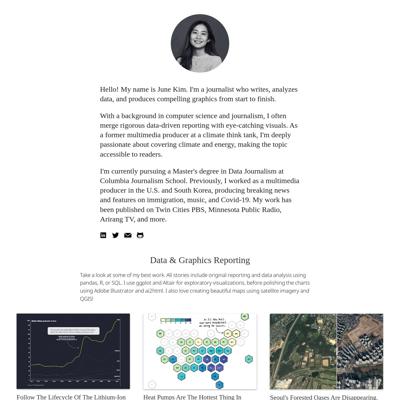 Hello! My name is June Kim. I'm a journalist who writes, analyzes
data, and produces compelling graphics from start to finish.
With a background in computer science and journalism, I often
merge rigorous data-driven reporting with eye-catching visuals. As
a former multimedia producer at a climate think tank, I'm deeply
passionate about covering climate and energy, making the topic
accessible to readers.
I'm currently pursuing a Master's degree in Data Journalism at
Columbia Journalism School. Previously, I worked as a multimedia
producer in the U.S. and South Korea, producing breaking news
and features on immigration, music, and Covid-19. My work has
been published on Twin Cities PBS, Minnesota Public Radio,
Arirang TV, and more.
Data & Graphics Reporting
Take a look at some of my best work. All stories include original reporting and data analysis using
pandas, R, or SQL. I use ggplot and Altair for exploratory visualizations, before polishing the charts
using Adobe Illustrator and ai2html. I also love creating beautiful maps using satellite imagery and
QGIS!
Follow The Lifecycle Of The Lithium-Ion
Heat Pumps Are The Hottest Thing In
Seoul's Forested Oases Are Disappearing.